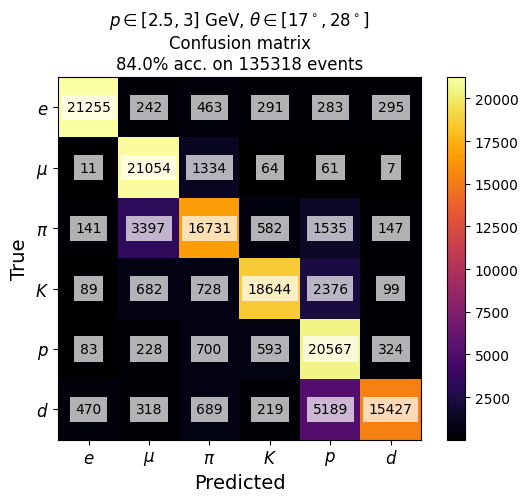 p ∈ [2.5, 3] GeV, θ ∈ [17°, 28°]
Confusion matrix
84.0% acc. on 135318 events
e 21255 242 463 291 283 295
μ 11 21054 1334 64 61 7
π 141 3397 16731 582 1535 147
K 89 682 728 18644 2376 99
p 83 228 700 593 20567 324
d 470 318 689 219 5189 15427
e μ π K p d
Predicted
True
20000
17500
15000
12500
10000
7500
5000
2500